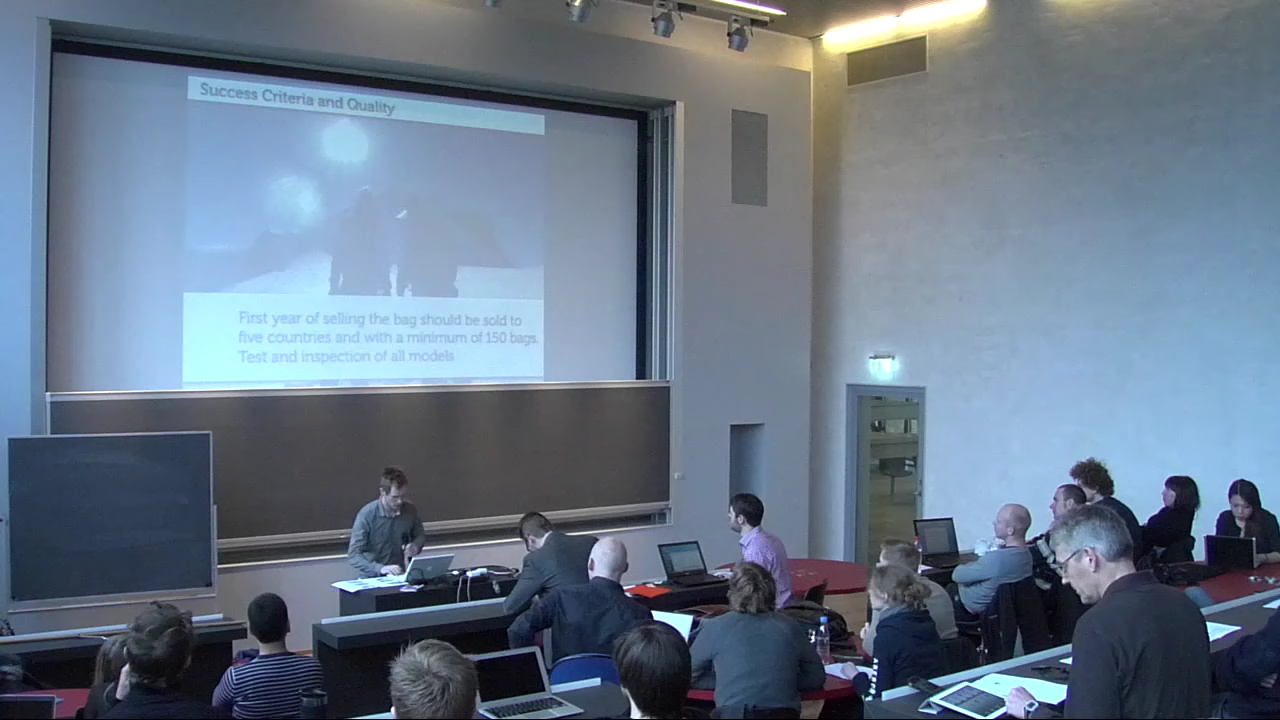 Success Criteria and Quality
First year of selling the bag should be sold to
five countries and with a minimum of 150 bags.
Test and inspection of all models